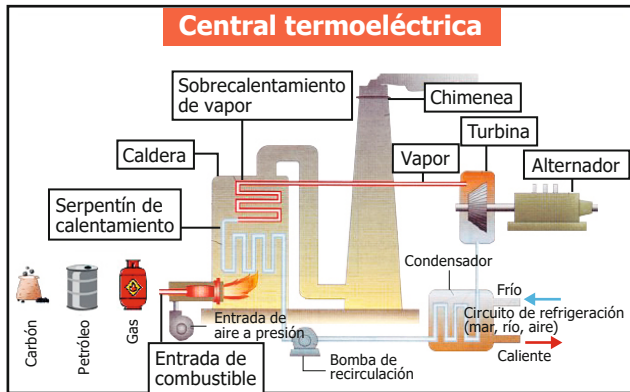 Central termoeléctrica
Sobrecalentamiento
de vapor
Chimenea
Turbina
Caldera
Vapor
Alternador
Serpentín de
calentamiento
Condensador
Frío
Circuito de refrigeración
(mar, río, aire)
Caliente
Carbón
Petróleo
Gas
Entrada de
aire a presión
Entrada de
combustible
Bomba de
recirculación